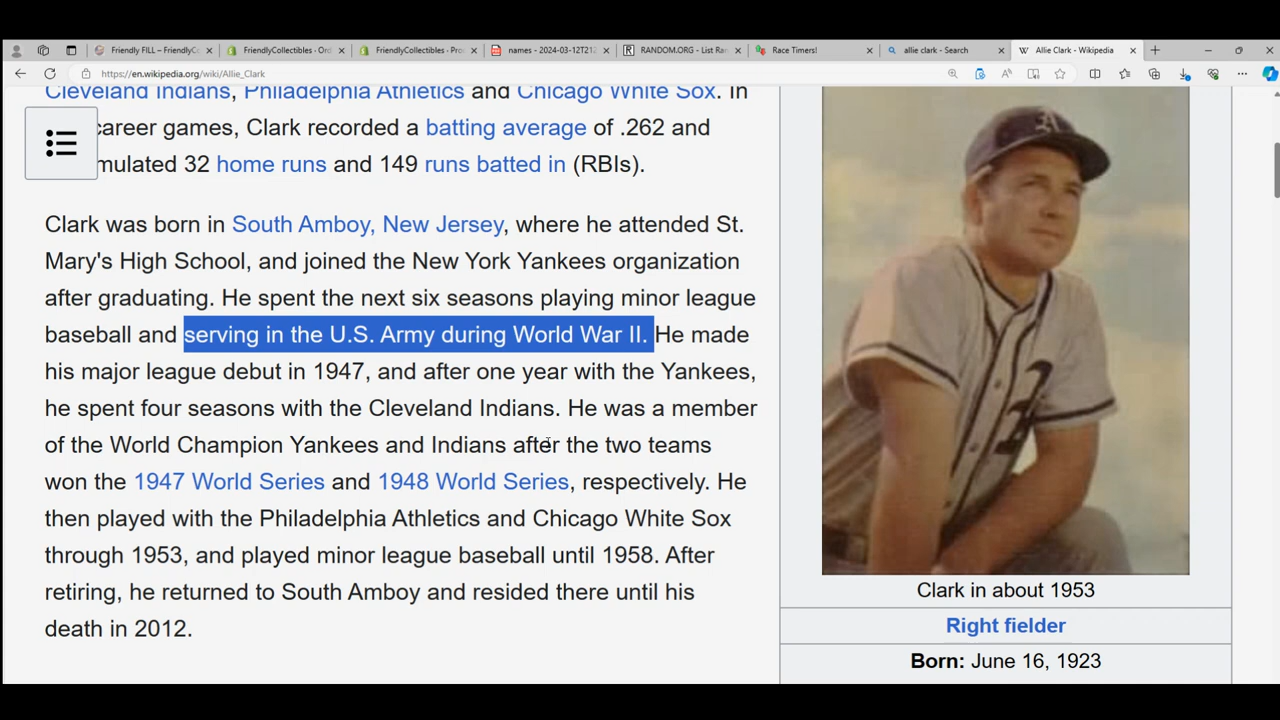 Friendly FILL – FriendlyC
FriendlyCollectibles - Ord
FriendlyCollectibles - Pro
names - 2024-03-12T21
RANDOM.ORG - List Ran
Race Timers!
allie clark - Search
Allie Clark - Wikipedia
https://en.wikipedia.org/wiki/Allie_Clark
Cleveland Indians, Philadelphia Athletics and Chicago White Sox. In
career games, Clark recorded a batting average of .262 and
mulated 32 home runs and 149 runs batted in (RBIs).
Clark was born in South Amboy, New Jersey, where he attended St.
Mary's High School, and joined the New York Yankees organization
after graduating. He spent the next six seasons playing minor league
baseball and serving in the U.S. Army during World War II. He made
his major league debut in 1947, and after one year with the Yankees,
he spent four seasons with the Cleveland Indians. He was a member
of the World Champion Yankees and Indians after the two teams
won the 1947 World Series and 1948 World Series, respectively. He
then played with the Philadelphia Athletics and Chicago White Sox
through 1953, and played minor league baseball until 1958. After
retiring, he returned to South Amboy and resided there until his
death in 2012.
Clark in about 1953
Right fielder
Born: June 16, 1923